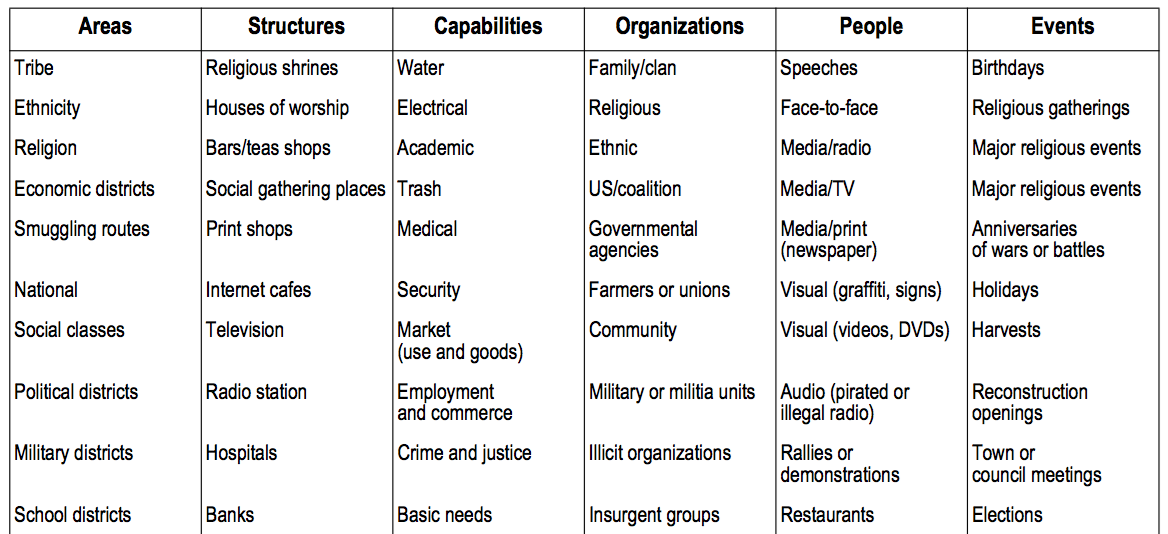 Areas Structures Capabilities Organizations People Events
Tribe Religious shrines Water Family/clan Speeches Birthdays
Ethnicity Houses of worship Electrical Religious Face-to-face Religious gatherings
Religion Bars/teas shops Academic Ethnic Media/radio Major religious events
Economic districts Social gathering places Trash US/coalition Media/TV Major religious events
Smuggling routes Print shops Medical Governmental Media/print Anniversaries
agencies (newspaper) of wars or battles
National Internet cafes Security Farmers or unions Visual (graffiti, signs) Holidays
Social classes Television Market Community Visual (videos, DVDs) Harvests
(use and goods)
Political districts Radio station Employment Military or militia units Audio (pirated or Reconstruction
and commerce illegal radio) openings
Military districts Hospitals Crime and justice Illicit organizations Rallies or Town or
demonstrations council meetings
School districts Banks Basic needs Insurgent groups Restaurants Elections